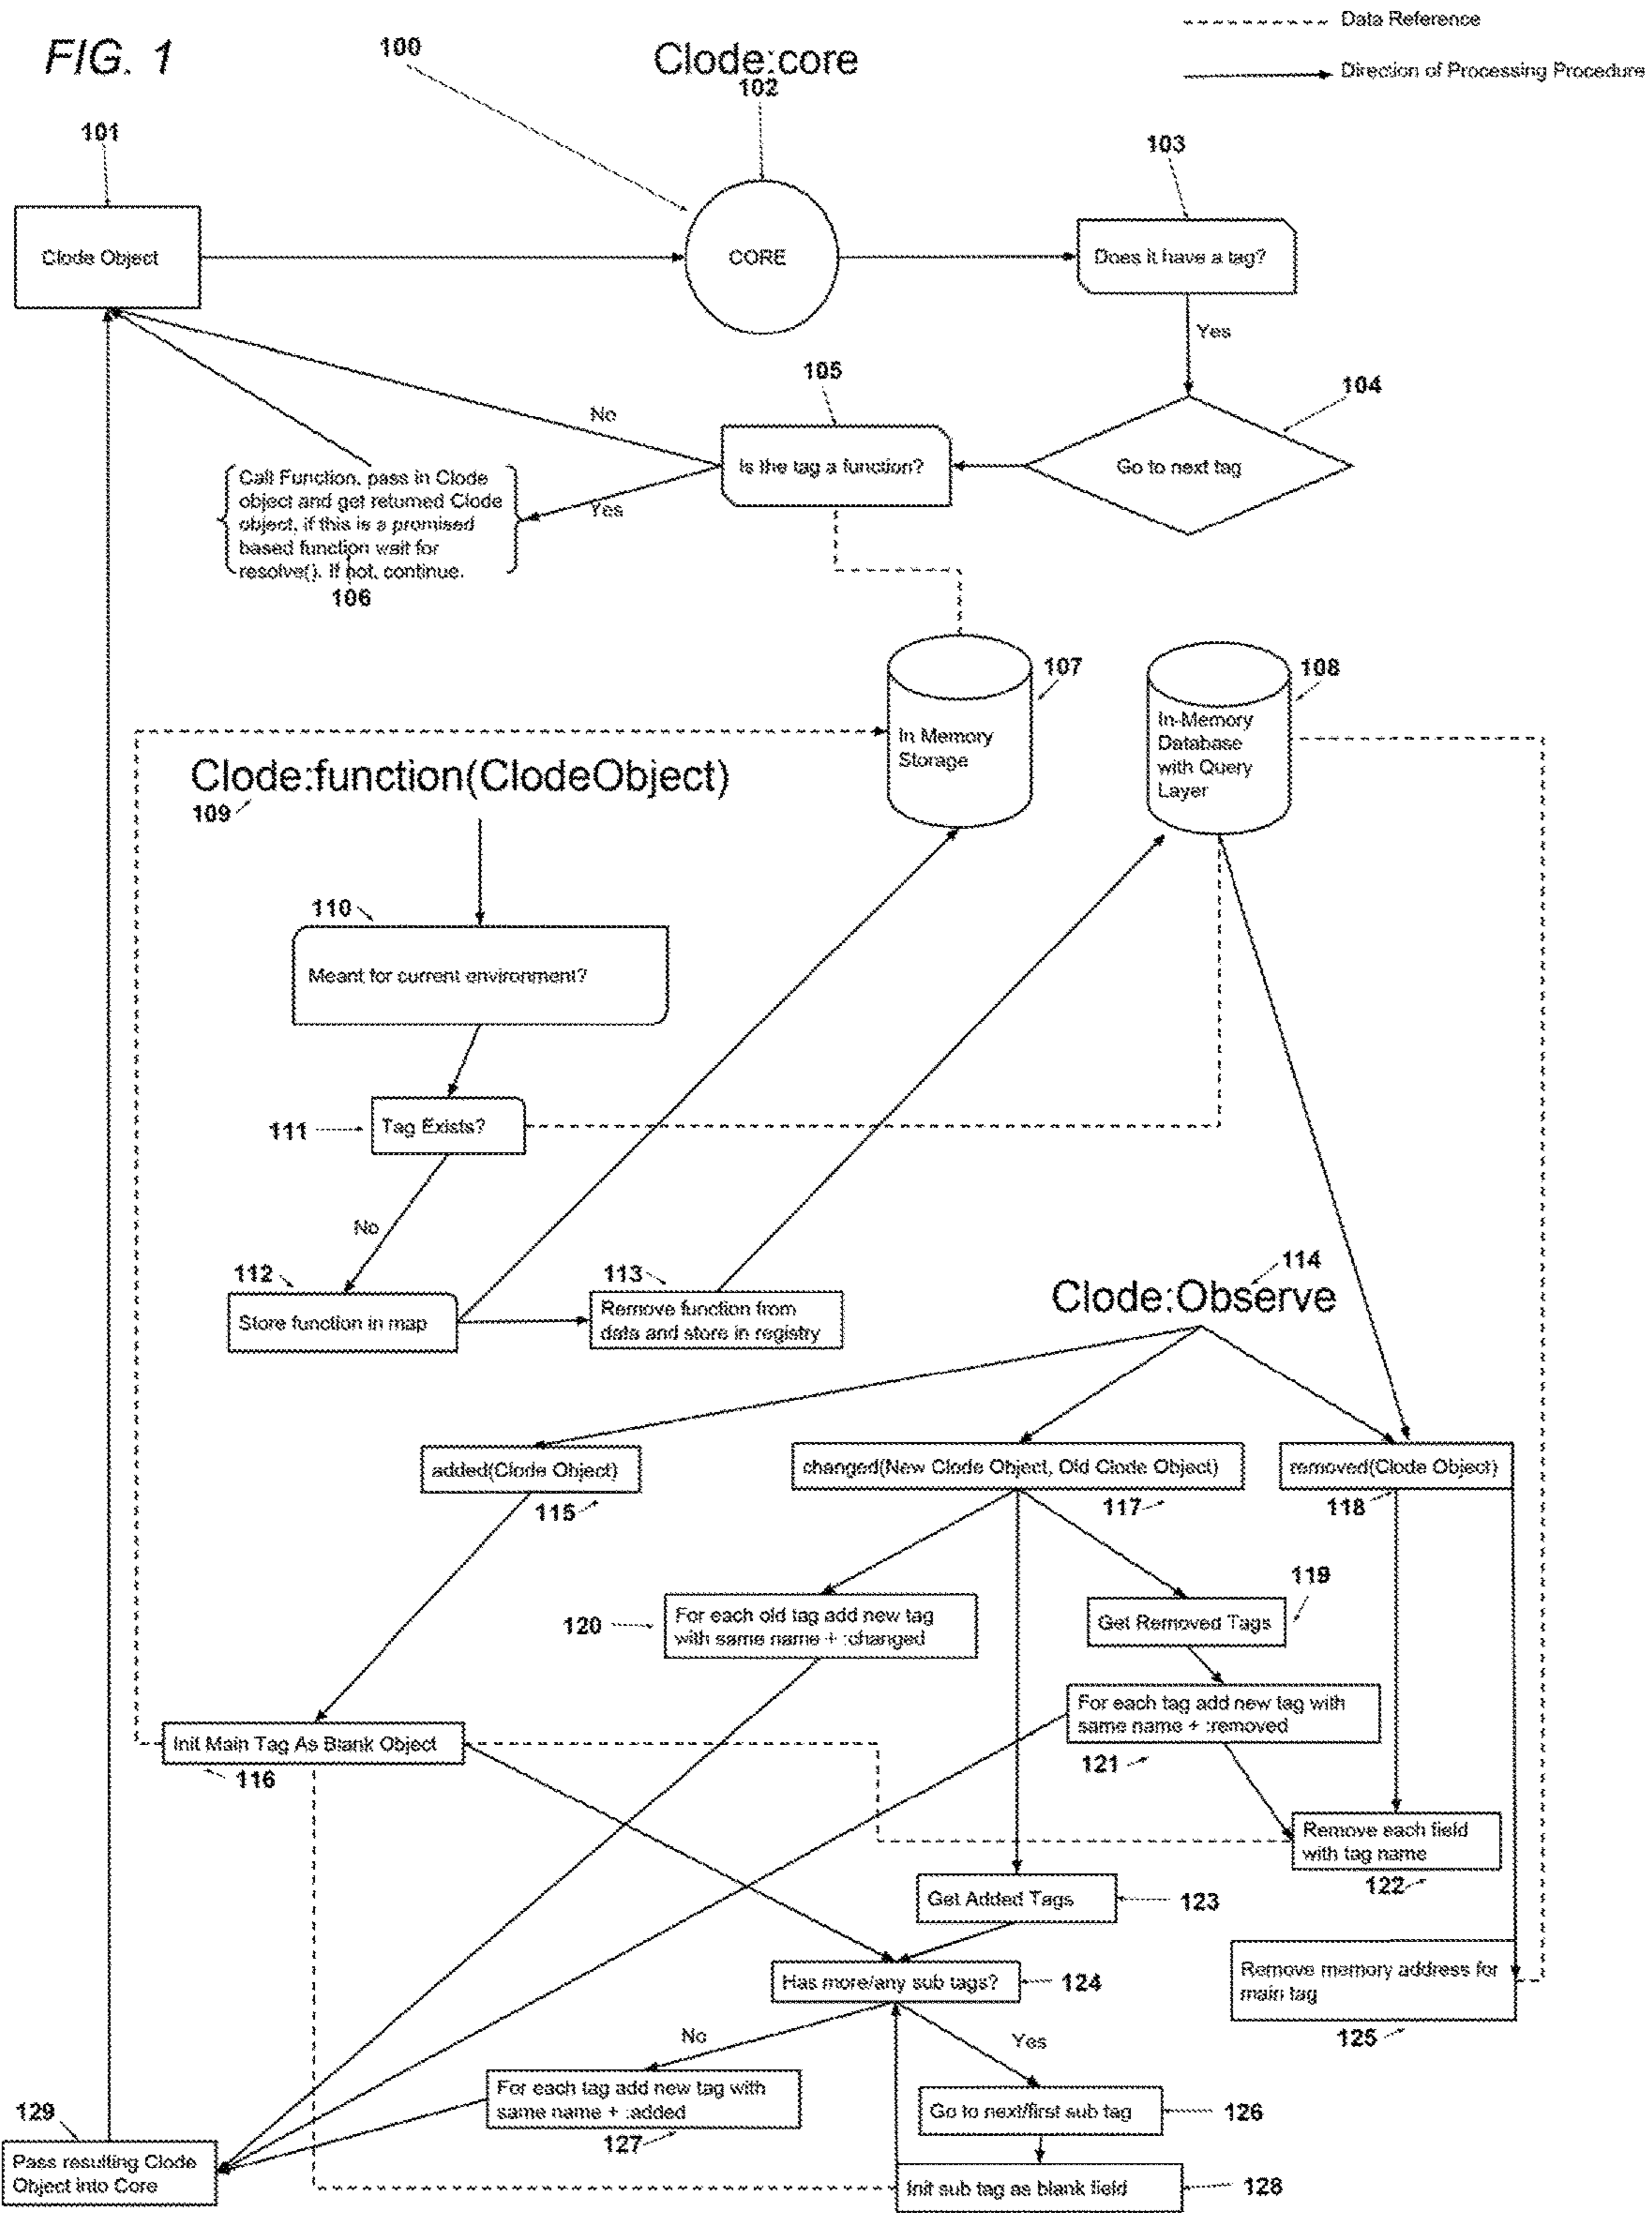 Data Reference
FIG. 1
100
Clode:core
102
Direction of Processing Procedure
101
103
Clode Object
CORE
Does it have a tag?
Yes
105
104
No
Is the tag a function?
Go to next tag
Call Function, pass in Clode
object and get returned Clode
object, if this is a promised
based function wait for
resolve(). If not, continue.
Yes
106
107
108
In Memory
Storage
In-Memory
Database
with Query
Layer
Clode:function(ClodeObject)
109
110
Meant for current environment?
111
Tag Exists?
No
112
113
Store function in map
Remove function from
data and store in registry
114
Clode:Observe
added(Clode Object)
changed(New Clode Object, Old Clode Object)
removed(Clode Object)
115
117
118
119
120
For each old tag add new tag
with same name + :changed
Get Removed Tags
For each tag add new tag with
same name + :removed
121
Init Main Tag As Blank Object
116
Remove each field
with tag name
122
Get Added Tags
123
Has more/any sub tags?
124
Remove memory address for
main tag
125
No
Yes
For each tag add new tag with
same name + :added
127
Go to next/first sub tag
126
129
Pass resulting Clode
Object into Core
Init sub tag as blank field
128